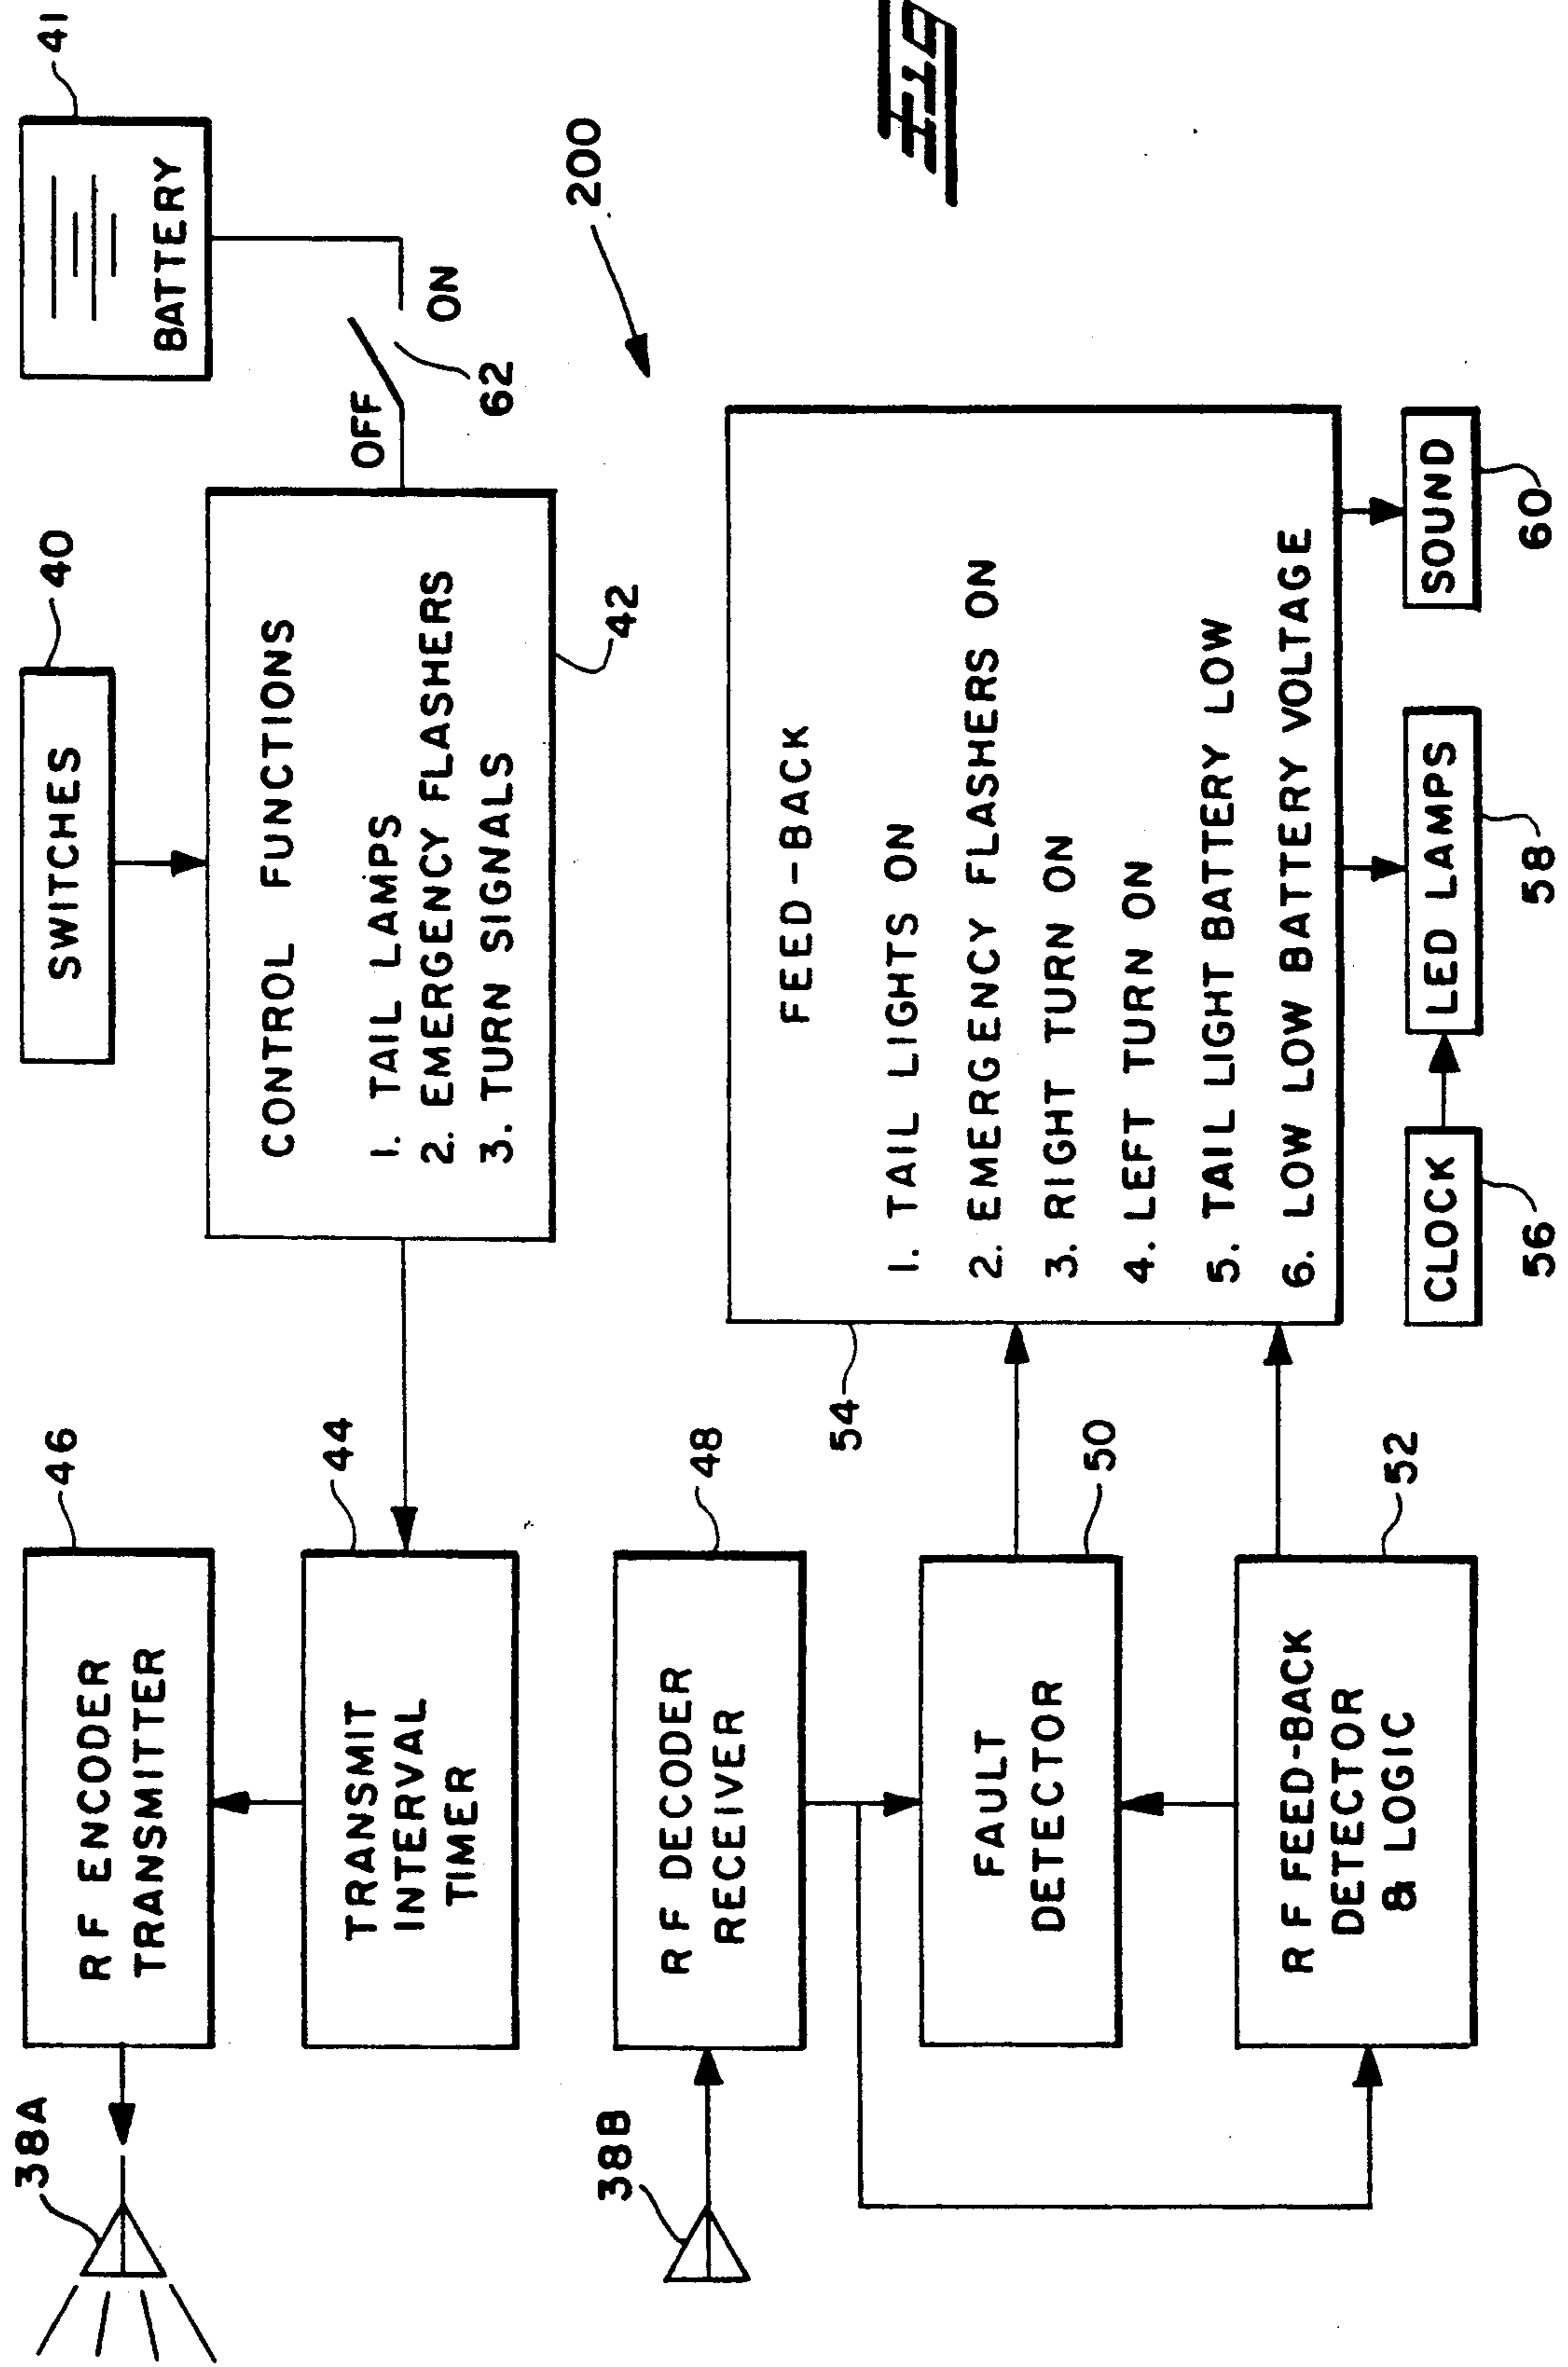 38A
46
RF ENCODER
TRANSMITTER
40
SWITCHES
41
BATTERY
44
TRANSMIT
INTERVAL
TIMER
CONTROL FUNCTIONS
1. TAIL LAMPS
2. EMERGENCY FLASHERS
3. TURN SIGNALS
42
OFF
ON
62
200
38B
48
RF DECODER
RECEIVER
54
FEED-BACK
1. TAIL LIGHTS ON
2. EMERGENCY FLASHERS ON
3. RIGHT TURN ON
4. LEFT TURN ON
5. TAIL LIGHT BATTERY LOW
6. LOW LOW BATTERY VOLTAGE
50
FAULT
DETECTOR
52
RF FEED-BACK
DETECTOR
& LOGIC
CLOCK
56
LED LAMPS
58
SOUND
60